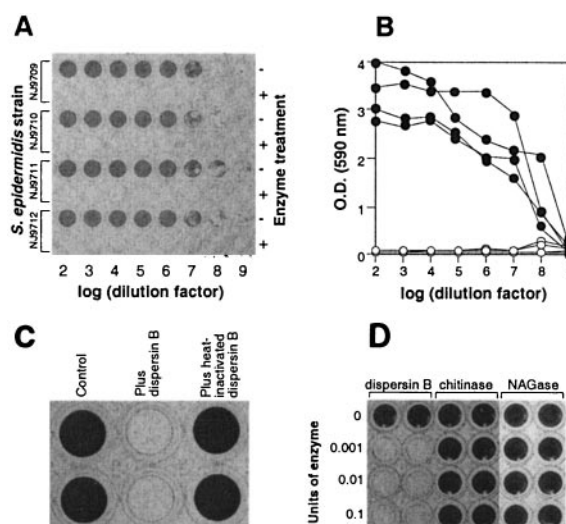 A
S. epidermidis strain
NJ9709
NJ9710
NJ9711
NJ9712
- + - + - + - +
Enzyme treatment
2 3 4 5 6 7 8 9
log (dilution factor)
B
O.D. (590 nm)
4
3
2
1
0
2 3 4 5 6 7 8
log (dilution factor)
C
Control
Plus dispersin B
Plus heat-inactivated dispersin B
D
dispersin B chitinase NAGase
Units of enzyme
0
0.001
0.01
0.1